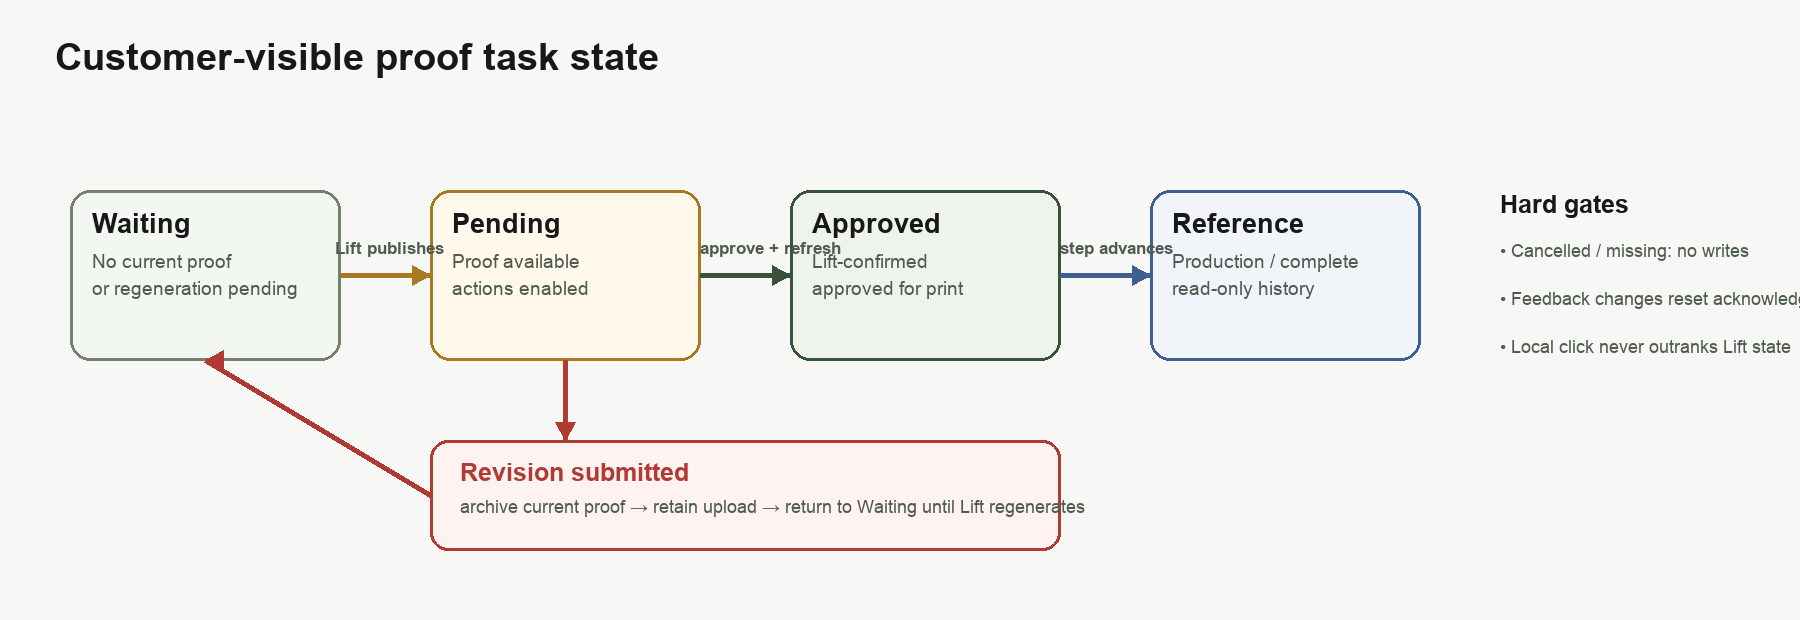 Customer-visible proof task state
Waiting
No current proof
or regeneration pending
Lift publishes
Pending
Proof available
actions enabled
approve + refresh
Approved
Lift-confirmed
approved for print
step advances
Reference
Production / complete
read-only history
Hard gates
• Cancelled / missing: no writes
• Feedback changes reset acknowledg
• Local click never outranks Lift state
Revision submitted
archive current proof → retain upload → return to Waiting until Lift regenerates